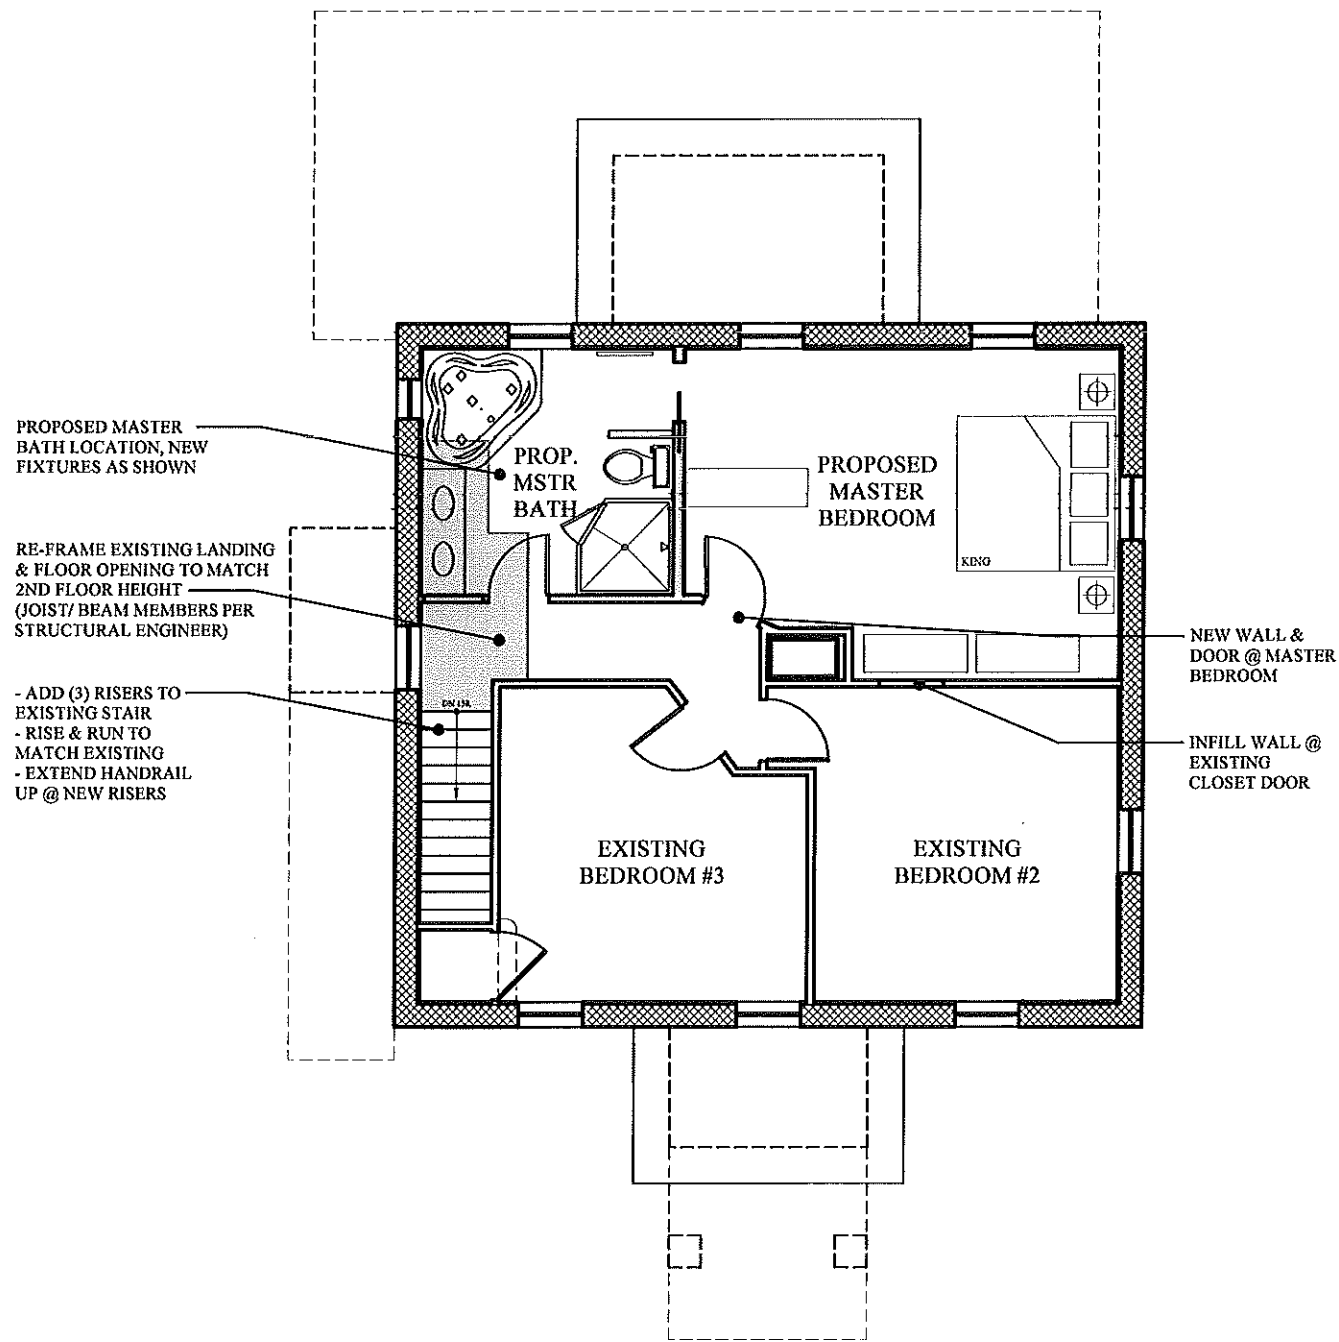 PROPOSED MASTER
BATH LOCATION, NEW
FIXTURES AS SHOWN
RE-FRAME EXISTING LANDING
& FLOOR OPENING TO MATCH
2ND FLOOR HEIGHT
(JOIST/ BEAM MEMBERS PER
STRUCTURAL ENGINEER)
- ADD (3) RISERS TO
EXISTING STAIR
- RISE & RUN TO
MATCH EXISTING
- EXTEND HANDRAIL
UP @ NEW RISERS
PROP.
MSTR
BATH
PROPOSED
MASTER
BEDROOM
KING
DN
EXISTING
BEDROOM #3
EXISTING
BEDROOM #2
NEW WALL &
DOOR @ MASTER
BEDROOM
INFILL WALL @
EXISTING
CLOSET DOOR